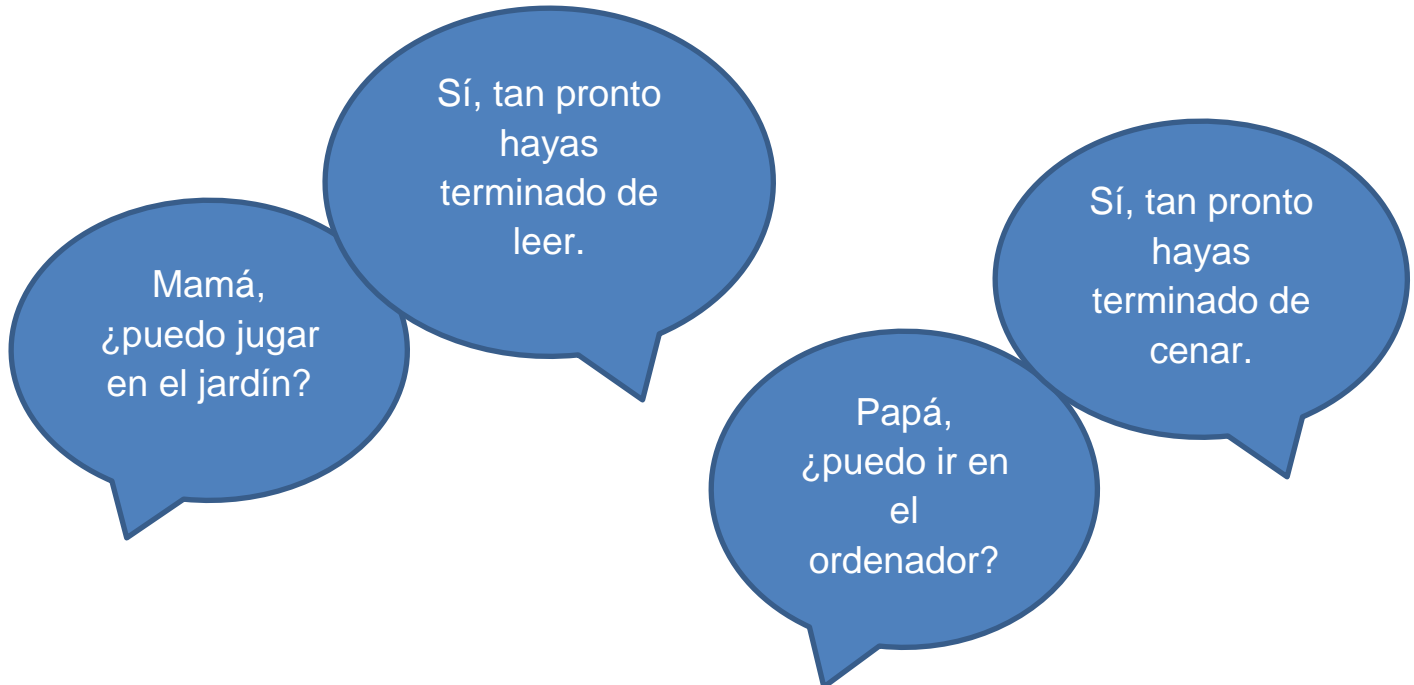 Mamá,
¿puedo jugar
en el jardín?
Sí, tan pronto
hayas
terminado de
leer.
Papá,
¿puedo ir en
el
ordenador?
Sí, tan pronto
hayas
terminado de
cenar.